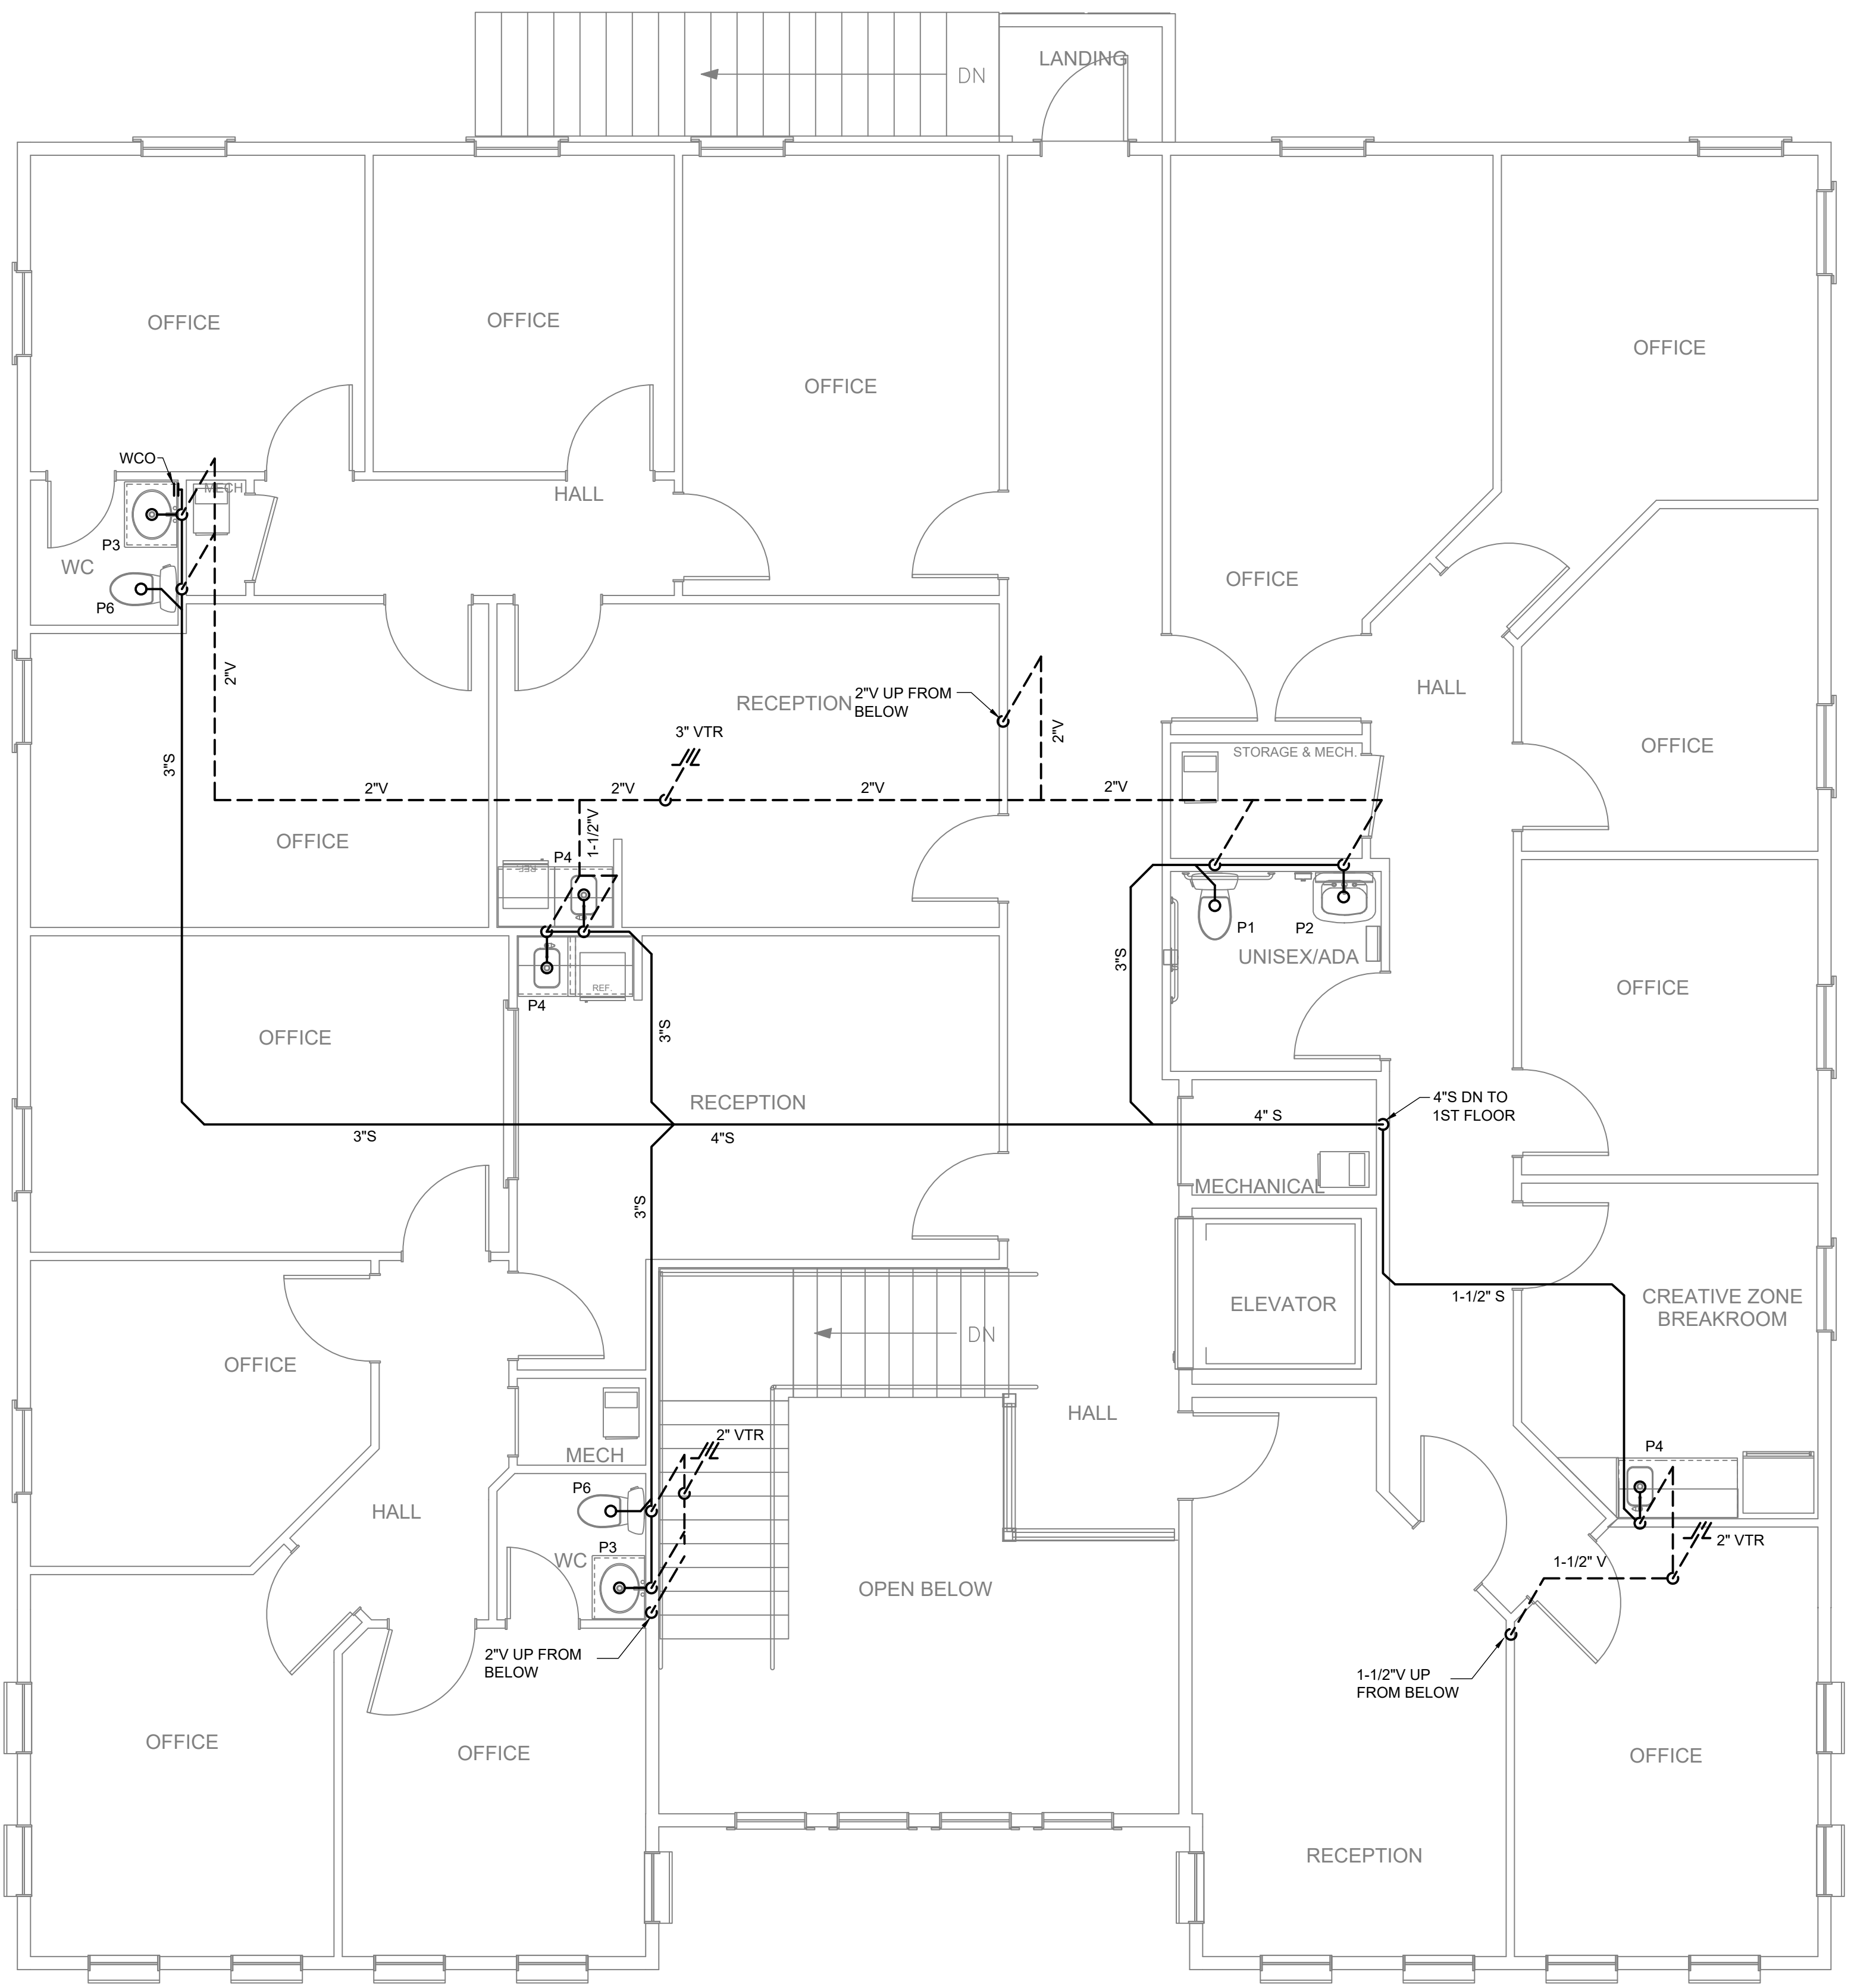 LANDING
DN
OFFICE
OFFICE
OFFICE
OFFICE
WCO
MECH
HALL
P3
WC
P6
OFFICE
HALL
2"V
RECEPTION
2"V UP FROM
BELOW
2"V
3" VTR
3"S
STORAGE & MECH.
OFFICE
2"V
2"V
2"V
2"V
1-1/2"V
OFFICE
P4
REF.
P1
P2
UNISEX/ADA
3"S
OFFICE
REF.
P4
OFFICE
3"S
RECEPTION
4"S DN TO
1ST FLOOR
3"S
4"S
4" S
MECHANICAL
3"S
1-1/2" S
CREATIVE ZONE
BREAKROOM
ELEVATOR
DN
OFFICE
HALL
MECH
2" VTR
P4
P6
HALL
P3
WC
1-1/2" V
2" VTR
OPEN BELOW
2"V UP FROM
BELOW
1-1/2"V UP
FROM BELOW
OFFICE
OFFICE
OFFICE
RECEPTION